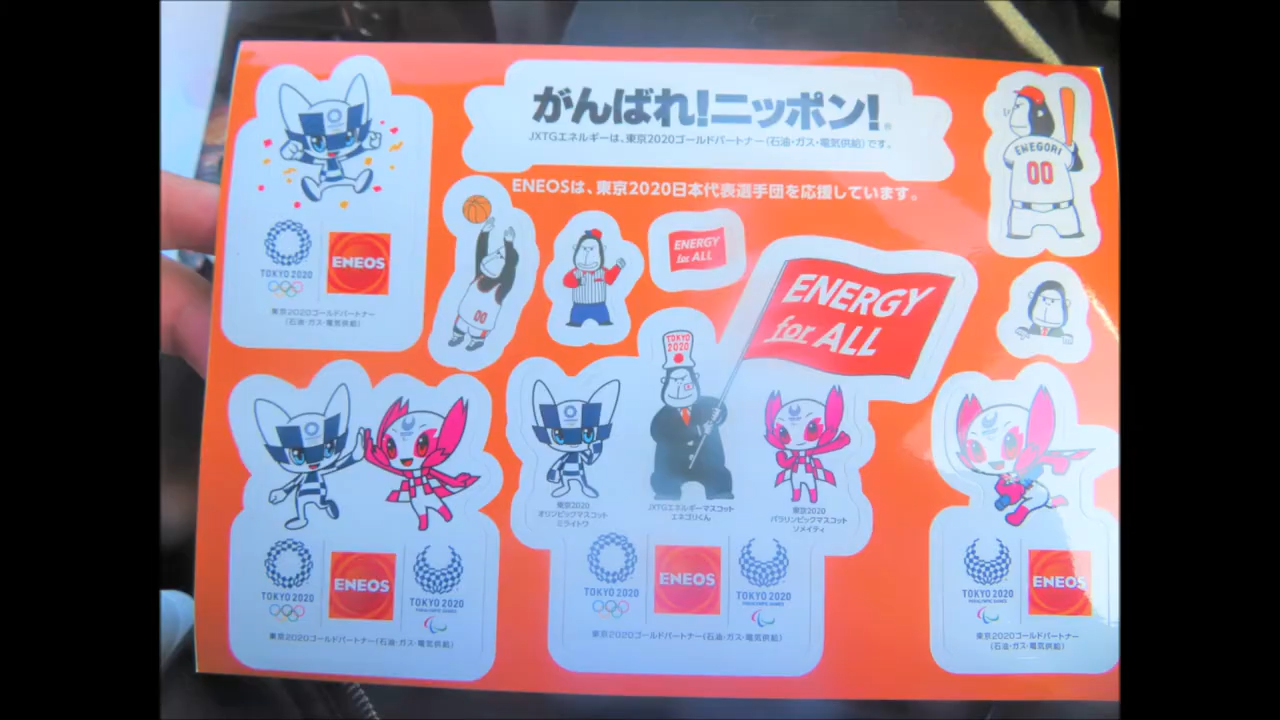 がんばれ!ニッポン!®
JXTGエネルギーは、東京2020ゴールドパートナー(石油・ガス・電気供給)です。
ENEOSは、東京2020日本代表選手団を応援しています。
ENEGORI
00
TOKYO 2020
ENEOS
東京2020ゴールドパートナー
(石油・ガス・電気供給)
00
ENERGY
for ALL
ENERGY
for ALL
TOKYO
2020
東京2020
オリンピックマスコット
ミライトワ
JXTGエネルギーマスコット
エネゴリくん
東京2020
パラリンピックマスコット
ソメイティ
TOKYO 2020
ENEOS
TOKYO 2020
PARALYMPIC GAMES
東京2020ゴールドパートナー(石油・ガス・電気供給)
TOKYO 2020
ENEOS
TOKYO 2020
PARALYMPIC GAMES
東京2020ゴールドパートナー(石油・ガス・電気供給)
TOKYO 2020
PARALYMPIC GAMES
ENEOS
東京2020ゴールドパートナー
(石油・ガス・電気供給)